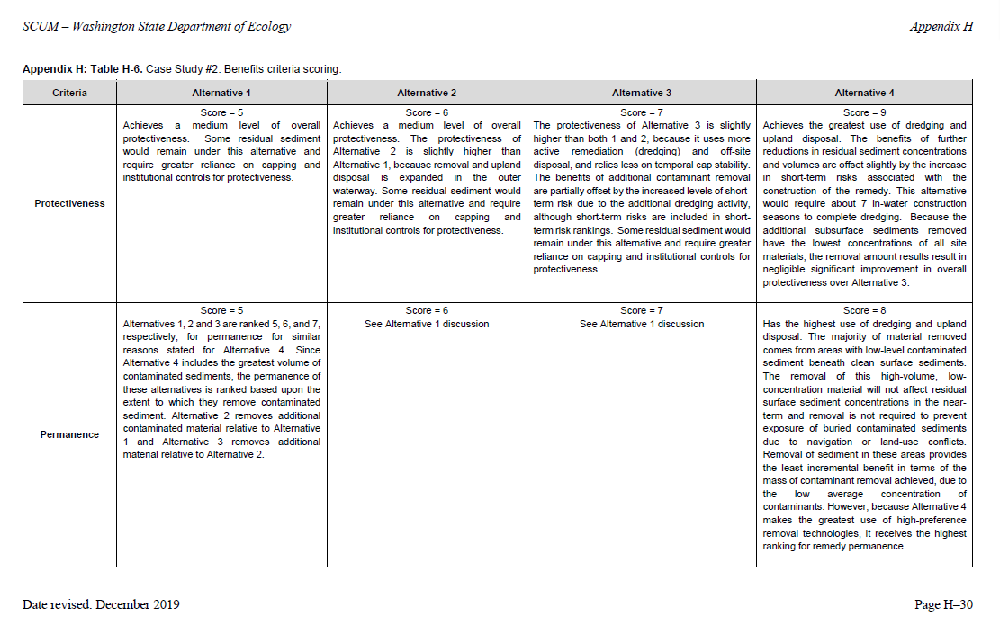 SCUM – Washington State Department of Ecology
Appendix H
Appendix H: Table H-6. Case Study #2. Benefits criteria scoring.
Criteria
Alternative 1
Alternative 2
Alternative 3
Alternative 4
Protectiveness
Score = 5
Achieves a medium level of overall
protectiveness. Some residual sediment
would remain under this alternative and
require greater reliance on capping and
institutional controls for protectiveness.
Score = 6
Achieves a medium level of overall
protectiveness. The protectiveness of
Alternative 2 is slightly higher than
Alternative 1, because removal and upland
disposal is expanded in the outer
waterway. Some residual sediment would
remain under this alternative and require
greater reliance on capping and
institutional controls for protectiveness.
Score = 7
The protectiveness of Alternative 3 is slightly
higher than both 1 and 2, because it uses more
active remediation (dredging) and off-site
disposal, and relies less on temporal cap stability.
The benefits of additional contaminant removal
are partially offset by the increased levels of short-
term risk due to the additional dredging activity,
although short-term risks are included in short-
term risk rankings. Some residual sediment would
remain under this alternative and require greater
reliance on capping and institutional controls for
protectiveness.
Score = 9
Achieves the greatest use of dredging and
upland disposal. The benefits of further
reductions in residual sediment concentrations
and volumes are offset slightly by the increase
in short-term risks associated with the
construction of the remedy. This alternative
would require about 7 in-water construction
seasons to complete dredging. Because the
additional subsurface sediments removed
have the lowest concentrations of all site
materials, the removal amount results result in
negligible significant improvement in overall
protectiveness over Alternative 3.
Permanence
Score = 5
Alternatives 1, 2 and 3 are ranked 5, 6, and 7,
respectively, for permanence for similar
reasons stated for Alternative 4. Since
Alternative 4 includes the greatest volume of
contaminated sediments, the permanence of
these alternatives is ranked based upon the
extent to which they remove contaminated
sediment. Alternative 2 removes additional
contaminated material relative to Alternative
1 and Alternative 3 removes additional
material relative to Alternative 2.
Score = 6
See Alternative 1 discussion
Score = 7
See Alternative 1 discussion
Score = 8
Has the highest use of dredging and upland
disposal. The majority of material removed
comes from areas with low-level contaminated
sediment beneath clean surface sediments.
The removal of this high-volume, low-
concentration material will not affect residual
surface sediment concentrations in the near-
term and removal is not required to prevent
exposure of buried contaminated sediments
due to navigation or land-use conflicts.
Removal of sediment in these areas provides
the least incremental benefit in terms of the
mass of contaminant removal achieved, due to
the low average concentration of
contaminants. However, because Alternative 4
makes the greatest use of high-preference
removal technologies, it receives the highest
ranking for remedy permanence.
Date revised: December 2019
Page H–30